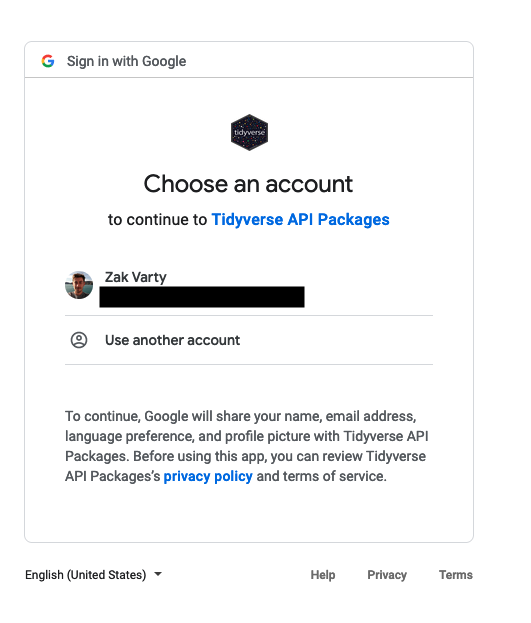 Sign in with Google
tidyverse
Choose an account
to continue to Tidyverse API Packages
Zak Varty
Use another account
To continue, Google will share your name, email address,
language preference, and profile picture with Tidyverse API
Packages. Before using this app, you can review Tidyverse
API Packages's privacy policy and terms of service.
English (United States)
Help
Privacy
Terms